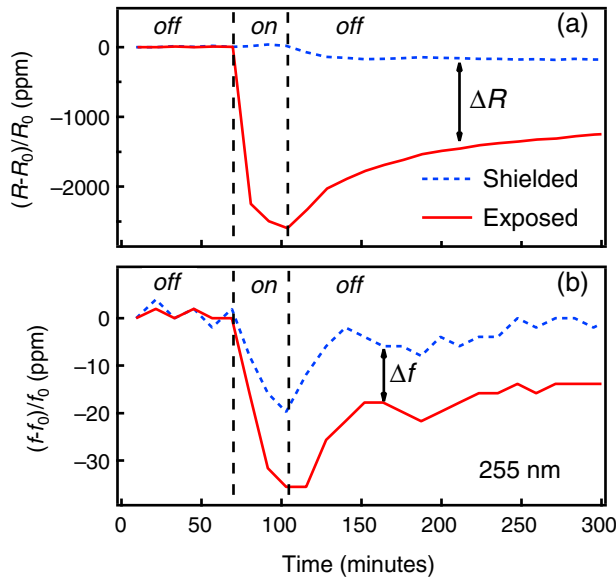 off on off (a)
0
−1000
−2000
(R-R0)/R0 (ppm)
ΔR
Shielded
Exposed
off on off (b)
0
−10
−20
−30
(f-f0)/f0 (ppm)
Δf
255 nm
0 50 100 150 200 250 300
Time (minutes)